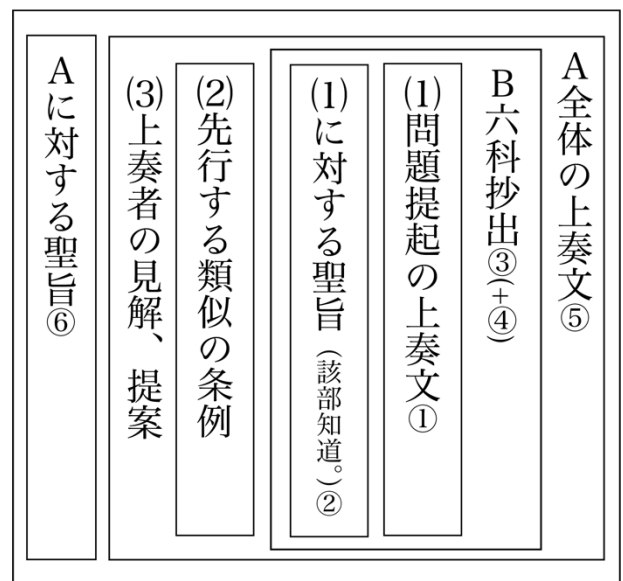 A全体の上奏文⑤
B六科抄出③(+④)
(1)問題提起の上奏文①
(1)に対する聖旨（該部知道。）②
(2)先行する類似の条例
(3)上奏者の見解、提案
Aに対する聖旨⑥